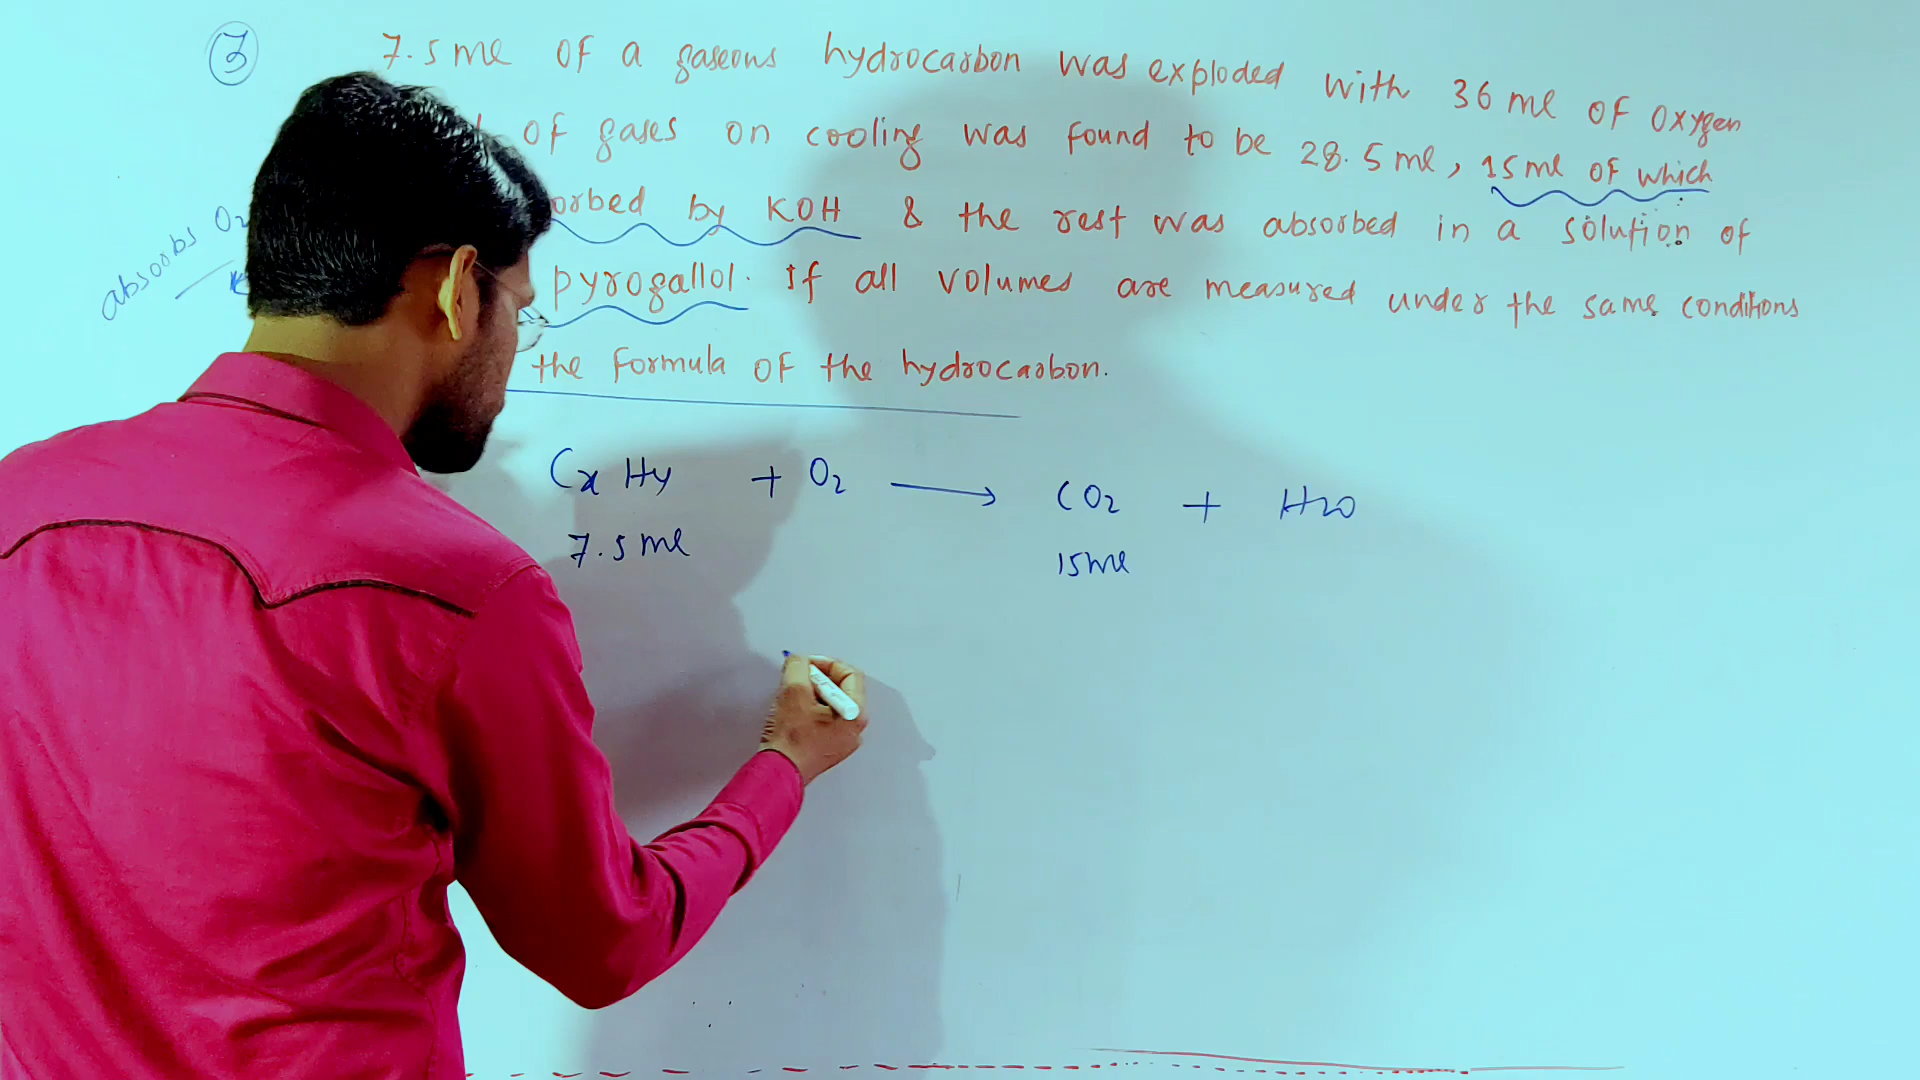 3 7.5 ml of a gaseous hydrocarbon was exploded with 36 ml of oxygen
of gases on cooling was found to be 28.5 ml, 15 ml of which
orbed by KOH & the rest was absorbed in a solution of
absorbs O2
pyrogallol. If all volumes are measured under the same conditions
the formula of the hydrocarbon.
CxHy + O2 → CO2 + H2O
7.5 ml 15 ml